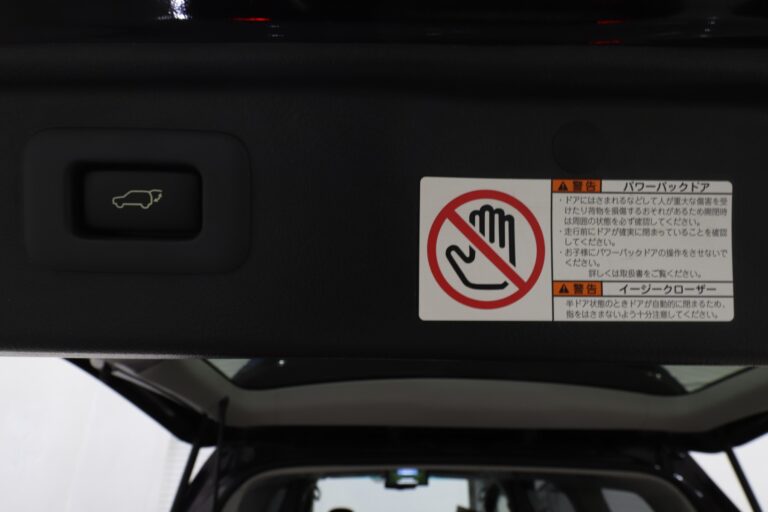 警告 パワーバックドア
・ドアにはさまれるなどして人が重大な傷害を受
けたり荷物を損傷するおそれがあるため開閉時
は周囲の状態を必ず確認してください。
・走行前にドアが確実に閉まっていることを確認
してください。
・お子様にパワーバックドアの操作をさせないで
ください。
詳しくは取扱書をご覧ください。
警告 イージークローザー
半ドア状態のときドアが自動的に閉まるため、
指をはさまないよう十分注意してください。